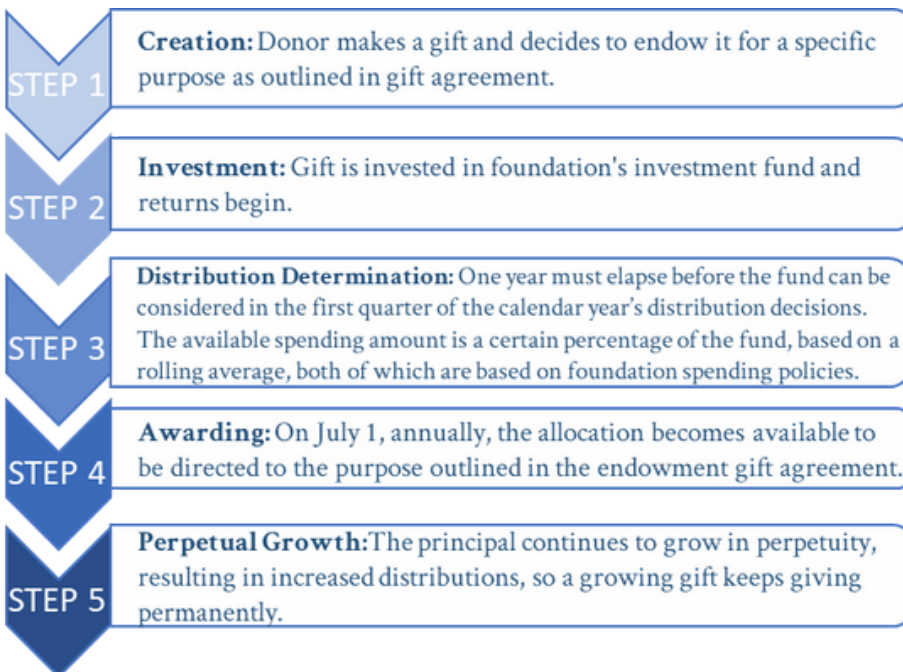 STEP 1
Creation: Donor makes a gift and decides to endow it for a specific
purpose as outlined in gift agreement.
STEP 2
Investment: Gift is invested in foundation's investment fund and
returns begin.
STEP 3
Distribution Determination: One year must elapse before the fund can be
considered in the first quarter of the calendar year’s distribution decisions.
The available spending amount is a certain percentage of the fund, based on a
rolling average, both of which are based on foundation spending policies.
STEP 4
Awarding: On July 1, annually, the allocation becomes available to
be directed to the purpose outlined in the endowment gift agreement.
STEP 5
Perpetual Growth:The principal continues to grow in perpetuity,
resulting in increased distributions, so a growing gift keeps giving
permanently.